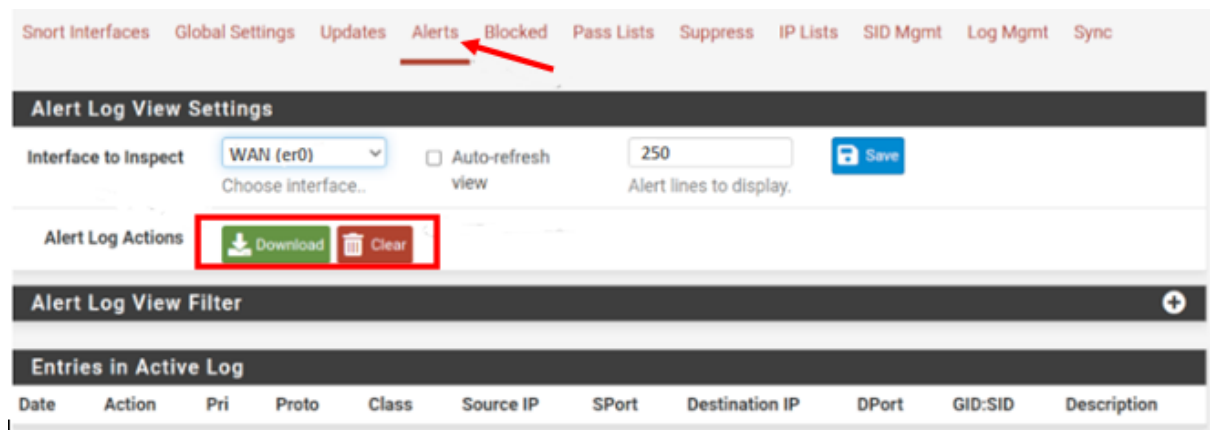 Snort Interfaces Global Settings Updates Alerts Blocked Pass Lists Suppress IP Lists SID Mgmt Log Mgmt Sync
Alert Log View Settings
Interface to Inspect WAN (er0) Auto-refresh view 250 Save
Choose interface.. Alert lines to display.
Alert Log Actions Download Clear
Alert Log View Filter
Entries in Active Log
Date Action Pri Proto Class Source IP SPort Destination IP DPort GID:SID Description